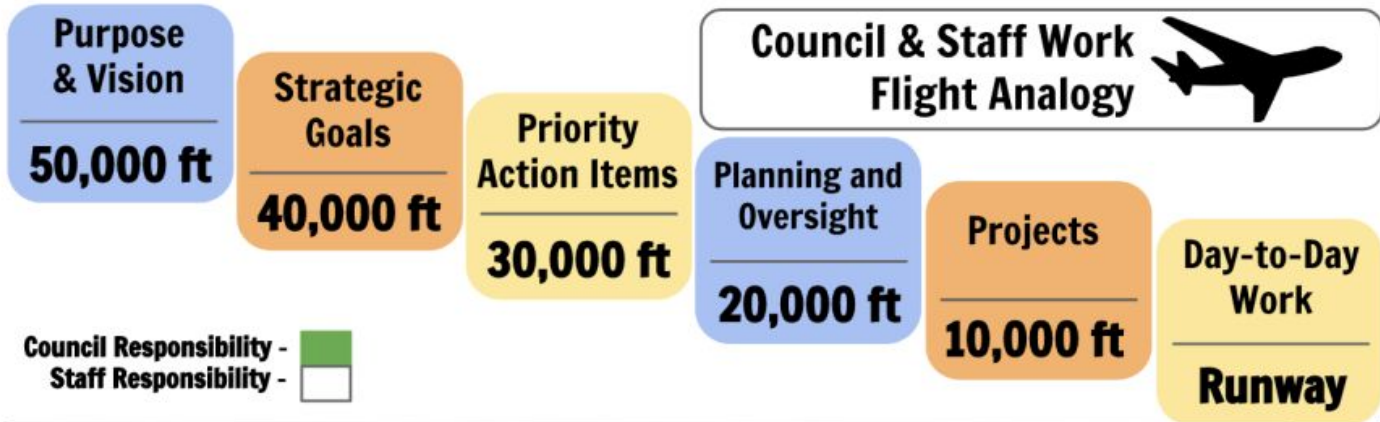 Purpose
& Vision
50,000 ft
Strategic
Goals
40,000 ft
Priority
Action Items
30,000 ft
Council & Staff Work
Flight Analogy
Planning and
Oversight
20,000 ft
Projects
10,000 ft
Day-to-Day
Work
Runway
Council Responsibility -
Staff Responsibility -